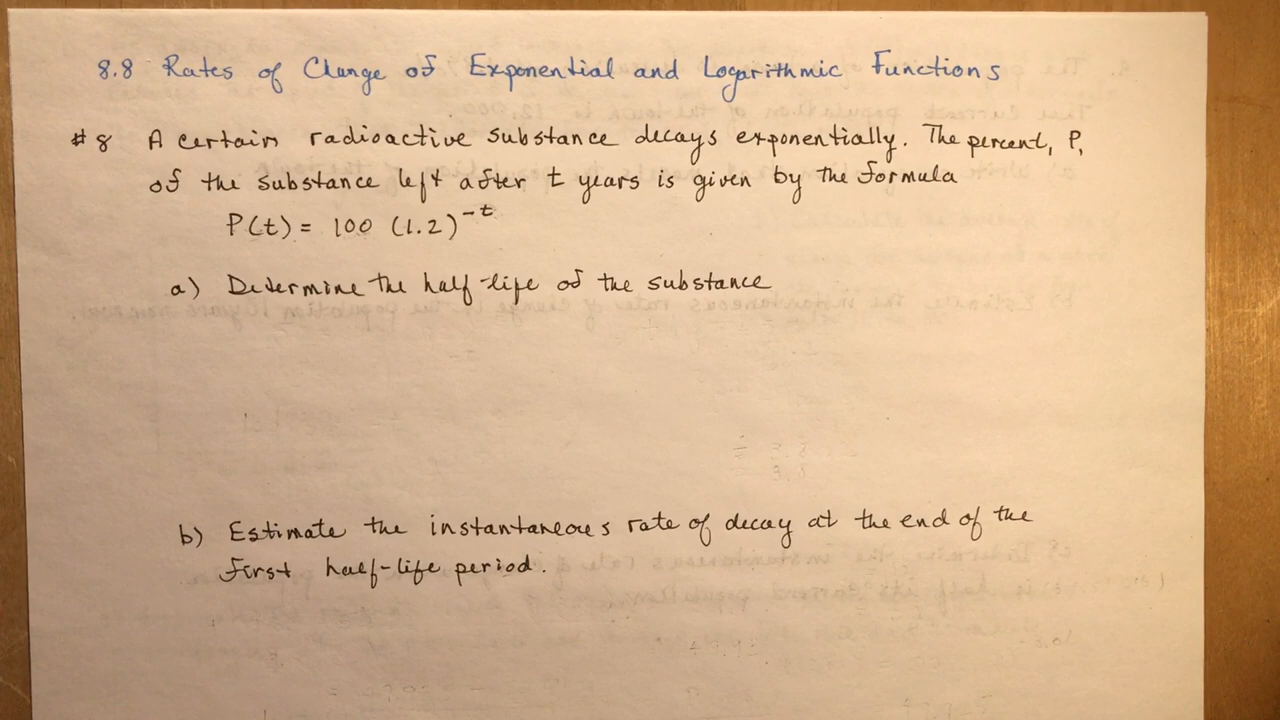 8.8 Rates of Change of Exponential and Logarithmic Functions
#8 A certain radioactive substance decays exponentially. The percent, P,
of the substance left after t years is given by the formula
P(t) = 100 (1.2)^-t
a) Determine the half-life of the substance
b) Estimate the instantaneous rate of decay at the end of the
first half-life period.